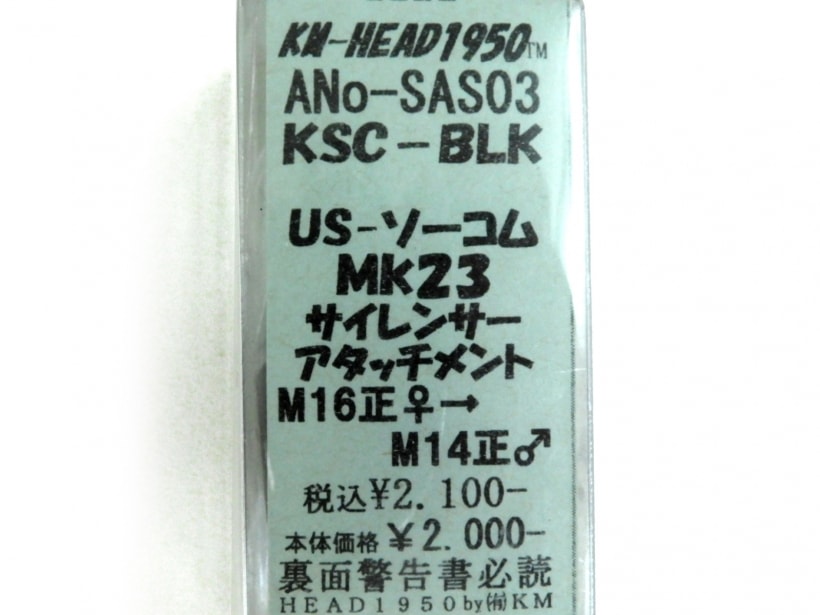 KM-HEAD1950™
ANo-SAS03
KSC-BLK
US-ソーコム
MK23
サイレンサー
アタッチメント
M16正♀→
M14正♂
税込¥2.100-
本体価格¥2.000-
裏面警告書必読
HEAD1950by㈲KM